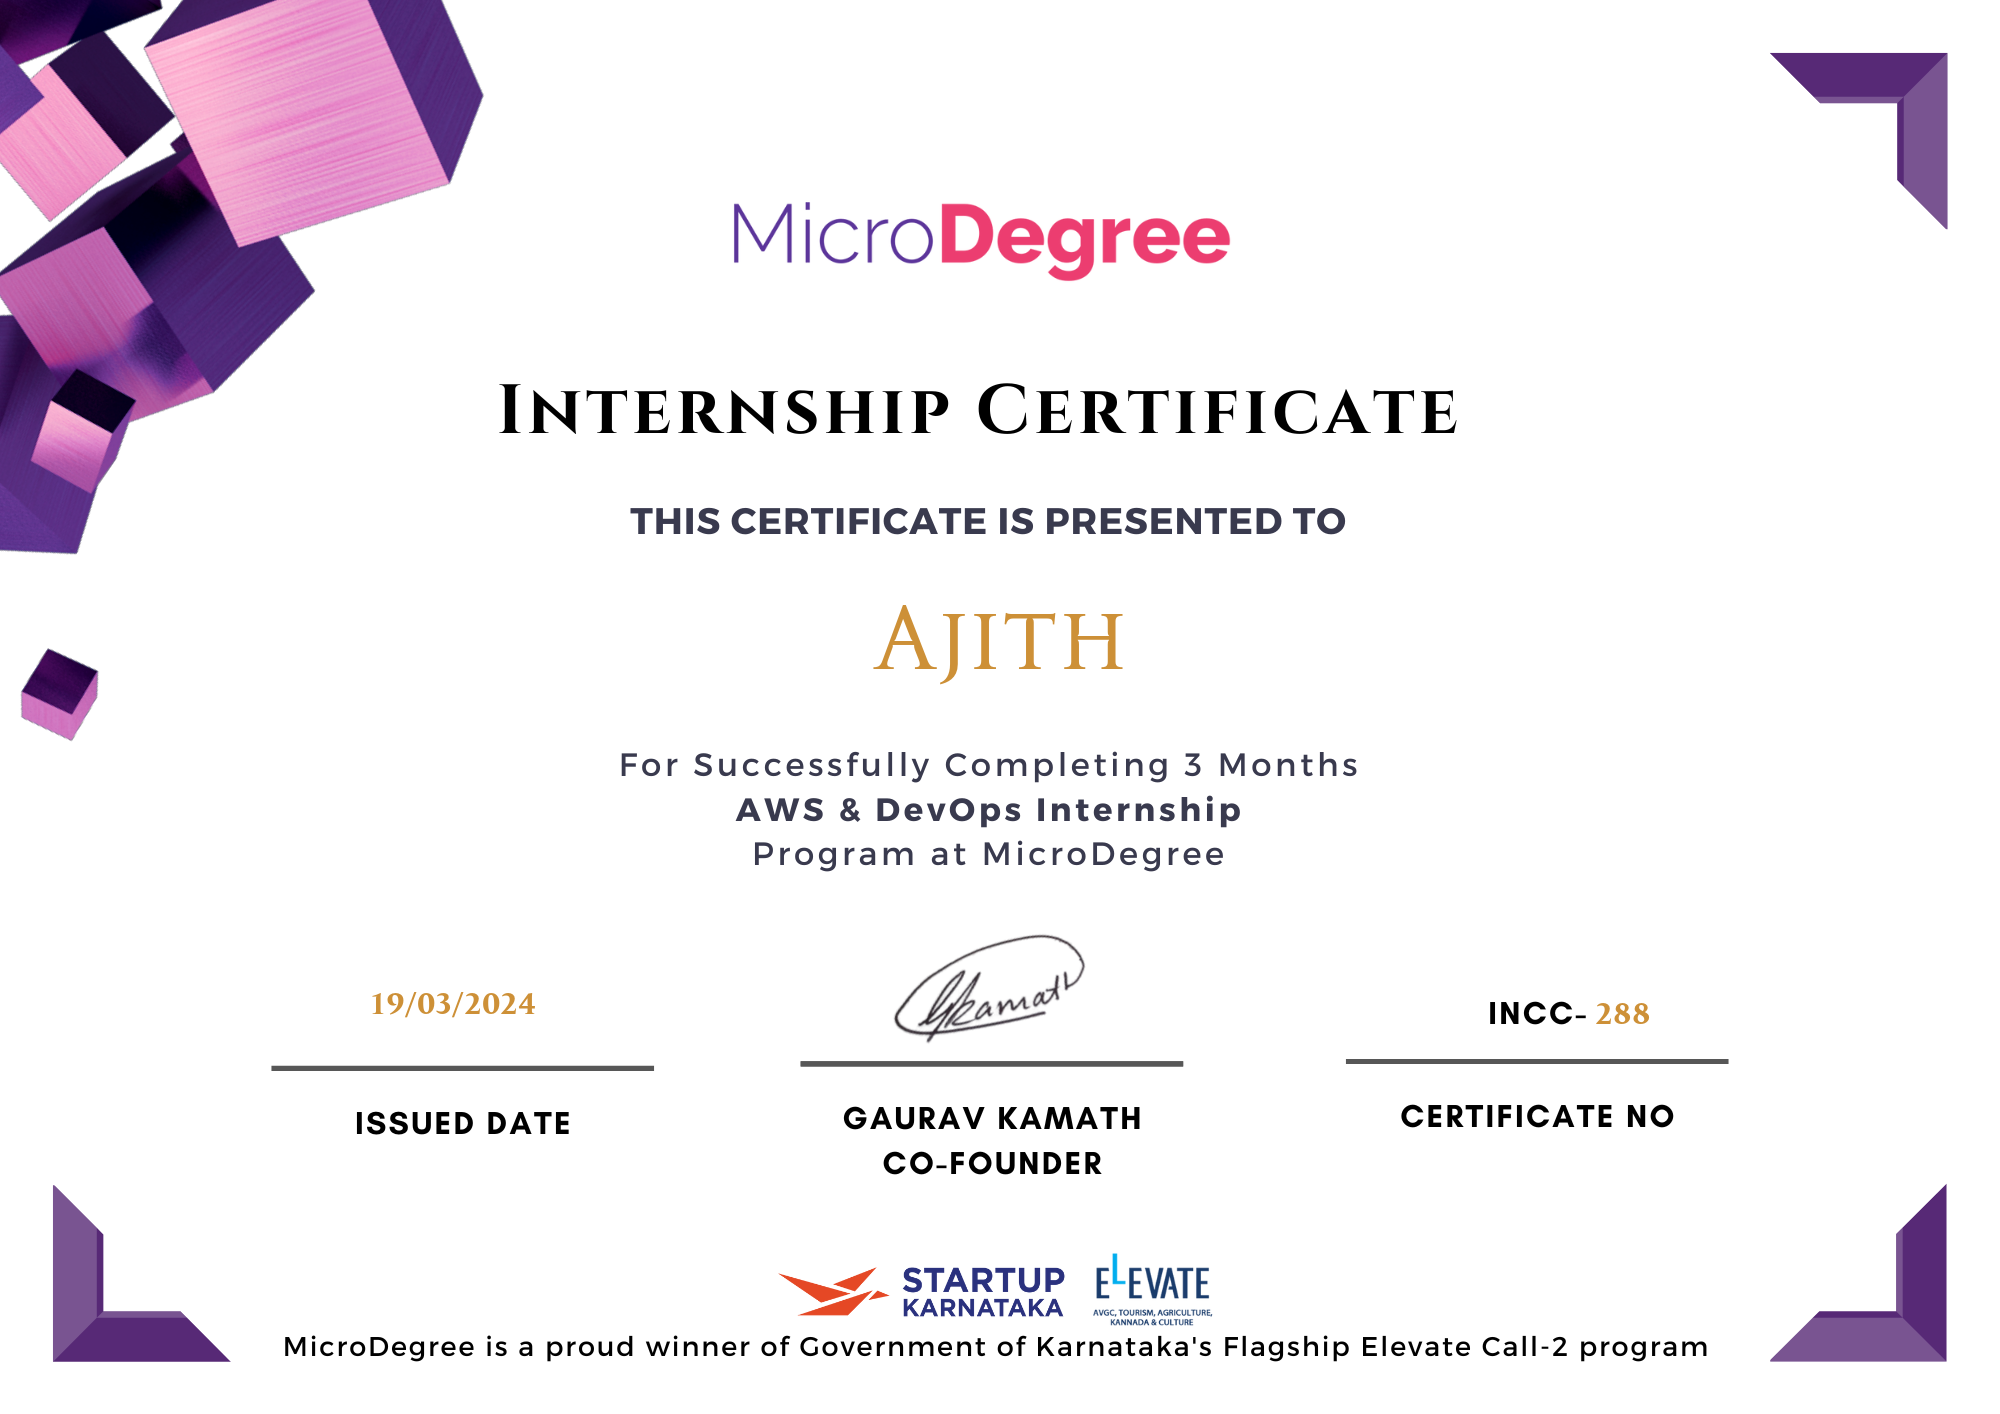 MicroDegree
Internship Certificate
THIS CERTIFICATE IS PRESENTED TO
Ajith
For Successfully Completing 3 Months
AWS & DevOps Internship
Program at MicroDegree
19/03/2024
Gkamath
INCC- 288
ISSUED DATE
GAURAV KAMATH
CO-FOUNDER
CERTIFICATE NO
STARTUP
KARNATAKA
ELEVATE
AVGC, TOURISM, AGRICULTURE,
KANNADA & CULTURE
MicroDegree is a proud winner of Government of Karnataka's Flagship Elevate Call-2 program